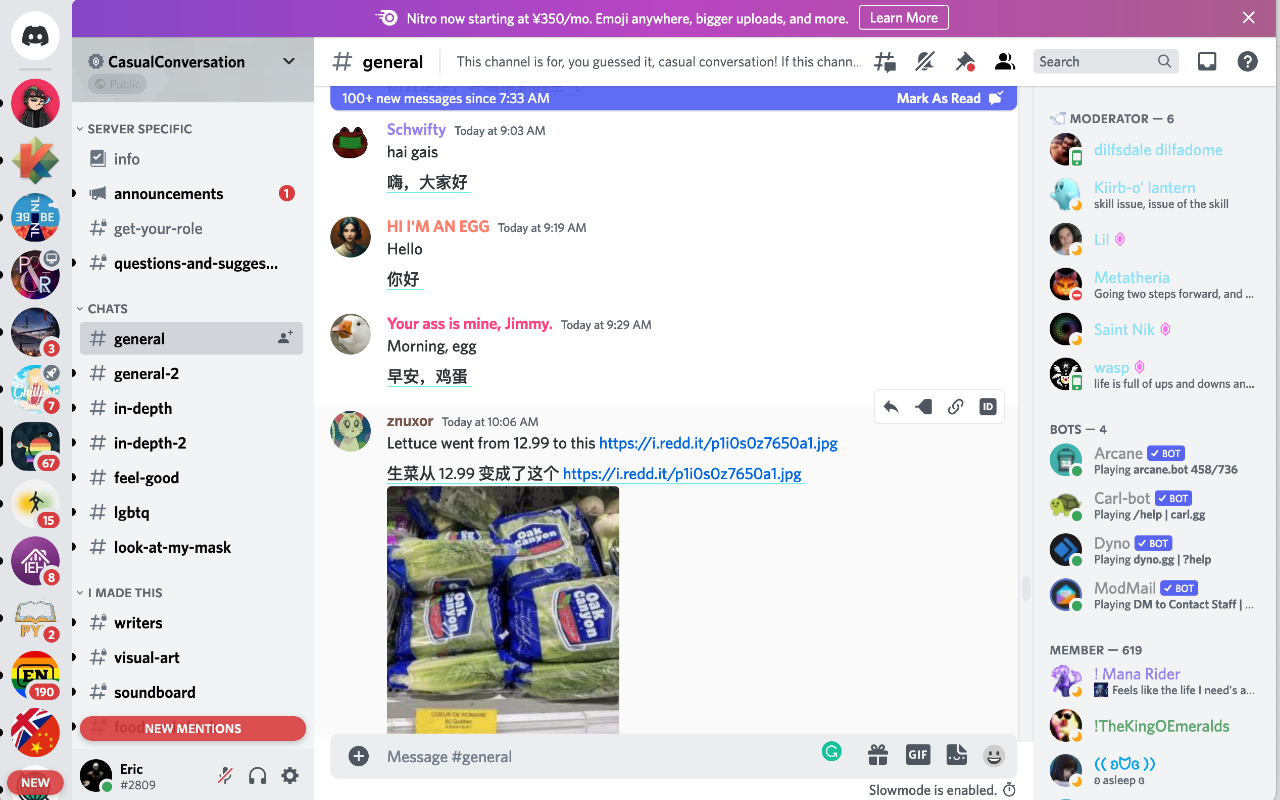 Nitro now starting at ¥350/mo. Emoji anywhere, bigger uploads, and more.
Learn More
CasualConversation
Public
SERVER SPECIFIC
info
announcements
1
get-your-role
questions-and-sugges...
CHATS
general
general-2
in-depth
in-depth-2
feel-good
lgbtq
look-at-my-mask
I MADE THIS
writers
visual-art
soundboard
NEW MENTIONS
3
7
67
15
8
PY
2
EN
190
NEW
Eric
#2809
# general
This channel is for, you guessed it, casual conversation! If this chann...
Search
100+ new messages since 7:33 AM
Mark As Read
Schwifty Today at 9:03 AM
hai gais
嗨，大家好
HI I'M AN EGG Today at 9:19 AM
Hello
你好
Your ass is mine, Jimmy. Today at 9:29 AM
Morning, egg
早安，鸡蛋
ID
znuxor Today at 10:06 AM
Lettuce went from 12.99 to this https://i.redd.it/p1i0s0z7650a1.jpg
生菜从 12.99 变成了这个 https://i.redd.it/p1i0s0z7650a1.jpg
Oak Canyon
Oak Canyon
Oak Canyon
COEUR DE ROMAINE
Message #general
GIF
Slowmode is enabled.
MODERATOR — 6
dilfsdale dilfadome
Kiirb-o' lantern
skill issue, issue of the skill
Lil
Metatheria
Going two steps forward, and ...
Saint Nik
wasp
life is full of ups and downs an...
BOTS — 4
Arcane BOT
Playing arcane.bot 458/736
Carl-bot BOT
Playing /help | carl.gg
Dyno BOT
Playing dyno.gg | ?help
ModMail BOT
Playing DM to Contact Staff | ...
MEMBER — 619
! Mana Rider
Feels like the life I need's a...
!TheKingOEmeralds
(( ʚᗢɞ ))
ʚ asleep ɞ